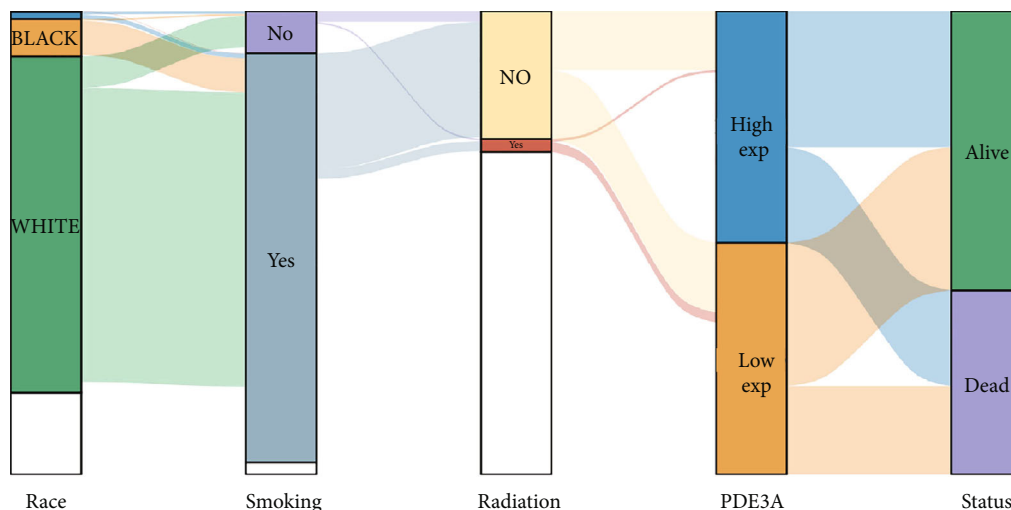 BLACK
WHITE
No
Yes
NO
Yes
High
exp
Low
exp
Alive
Dead
Race
Smoking
Radiation
PDE3A
Status